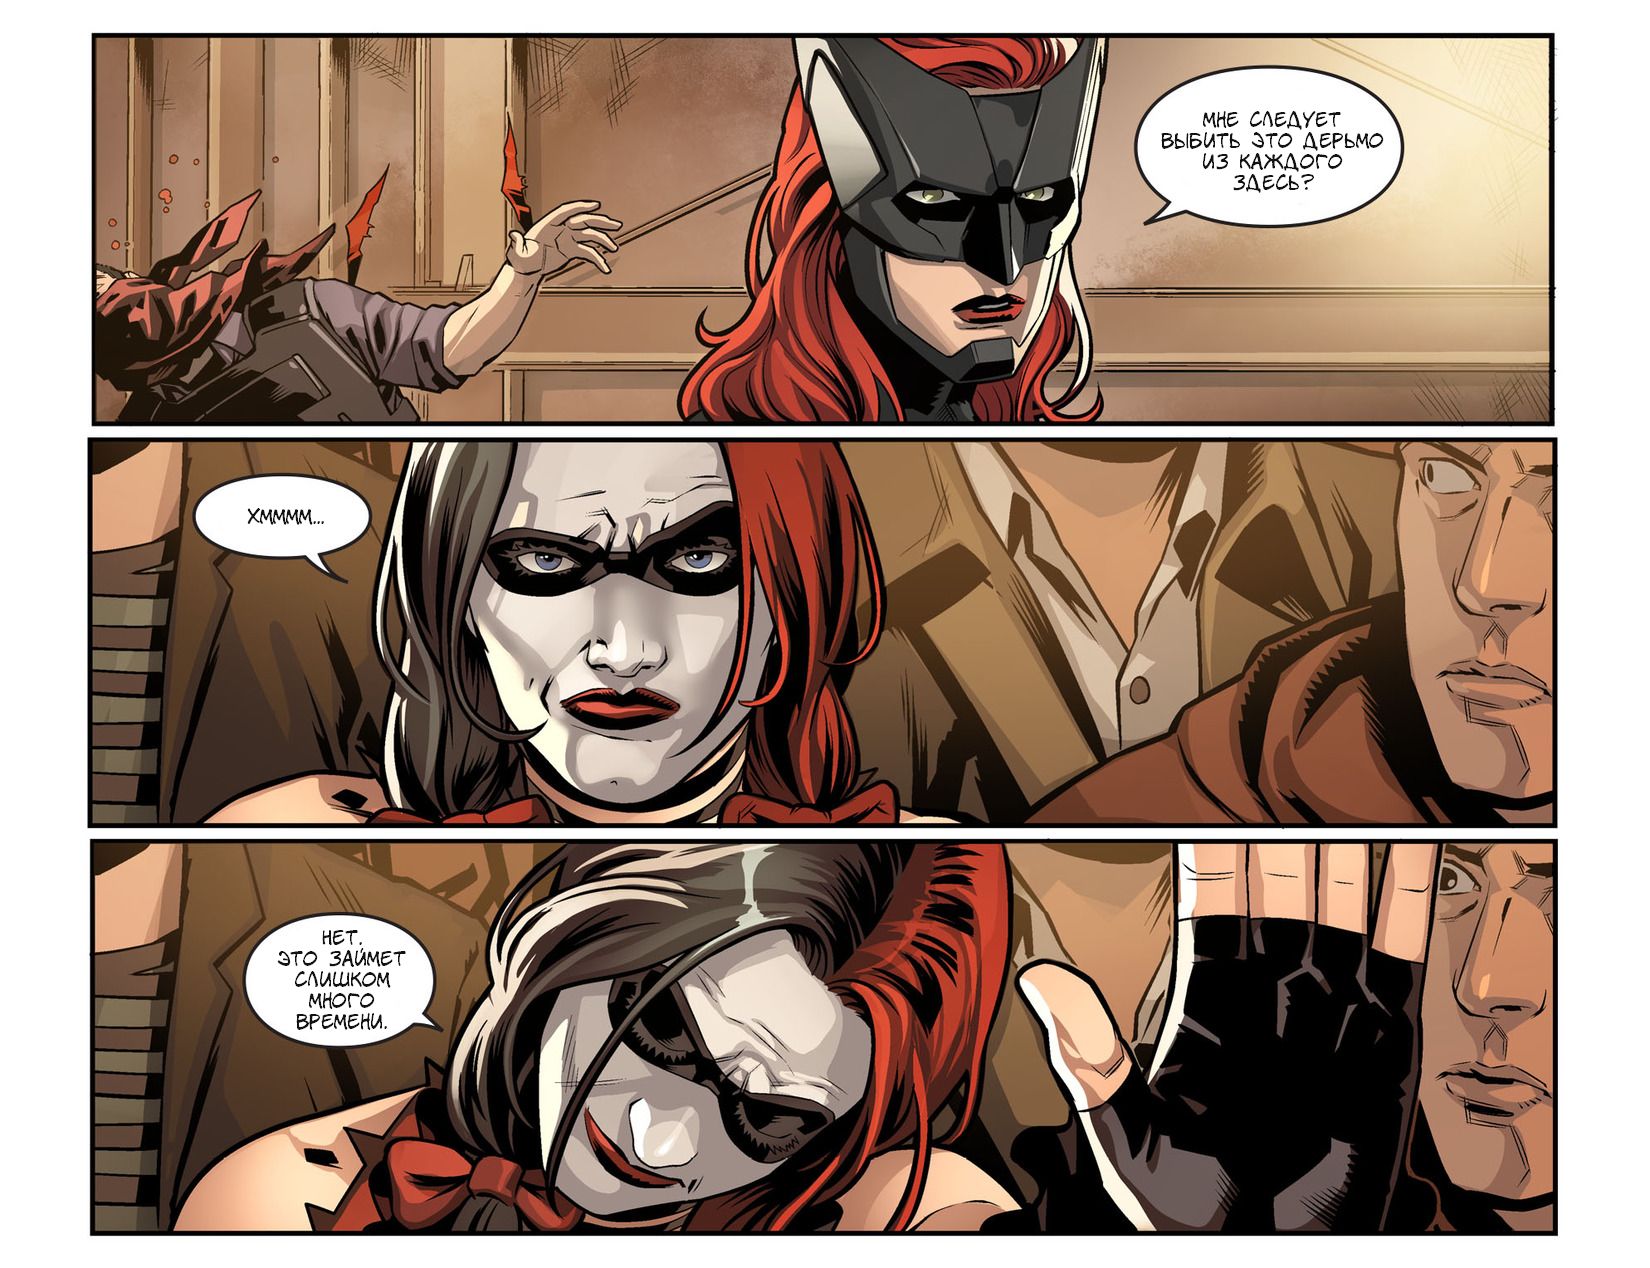 МНЕ СЛЕДУЕТ
ВЫБИТЬ ЭТО ДЕРЬМО
ИЗ КАЖДОГО
ЗДЕСЬ?
ХММММ...
НЕТ.
ЭТО ЗАЙМЕТ
СЛИШКОМ
МНОГО
ВРЕМЕНИ.